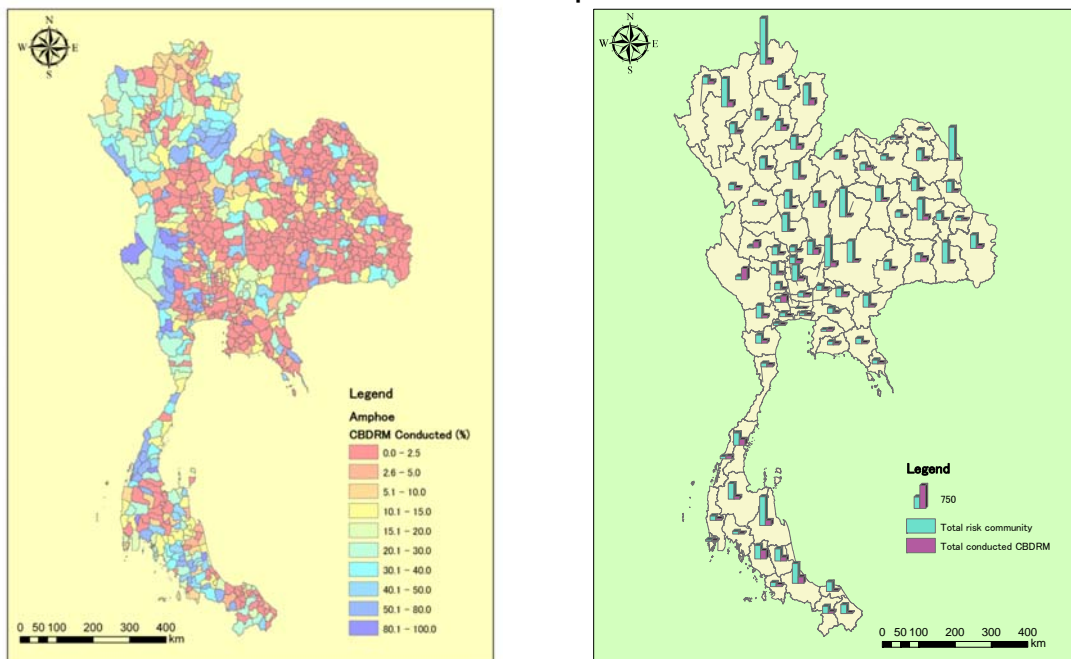 N
W E
S
Legend
Amphoe
CBDRM Conducted (%)
0.0 - 2.5
2.6 - 5.0
5.1 - 10.0
10.1 - 15.0
15.1 - 20.0
20.1 - 30.0
30.1 - 40.0
40.1 - 50.0
50.1 - 80.0
80.1 - 100.0
0 50 100 200 300 400
km
N
W E
S
Legend
750
Total risk community
Total conducted CBDRM
0 50 100 200 300 400
km